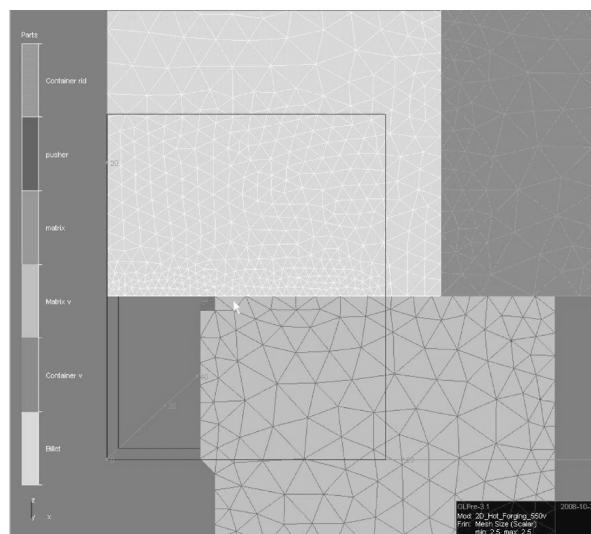 Parts
Container rid
pusher
matrix
Matrix v
Container v
Billet
20
z
y x
QLPre-3.1 2008-10-
Mod: 2D_Hot_Forging_550v
Frin: Mesh Size (Scalar)
min: 2.5, max: 2.5